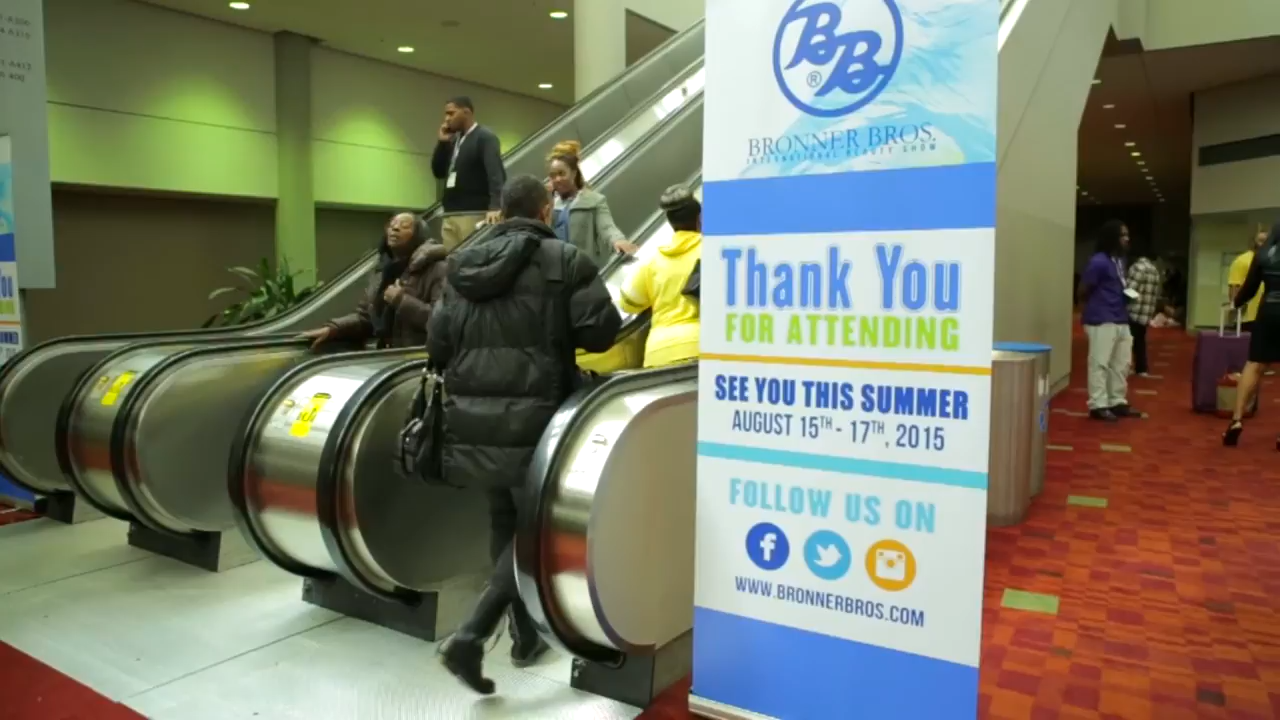 BB
®
BRONNER BROS.
INTERNATIONAL BEAUTY SHOW
Thank You
FOR ATTENDING
SEE YOU THIS SUMMER
AUGUST 15TH - 17TH, 2015
FOLLOW US ON
WWW.BRONNERBROS.COM